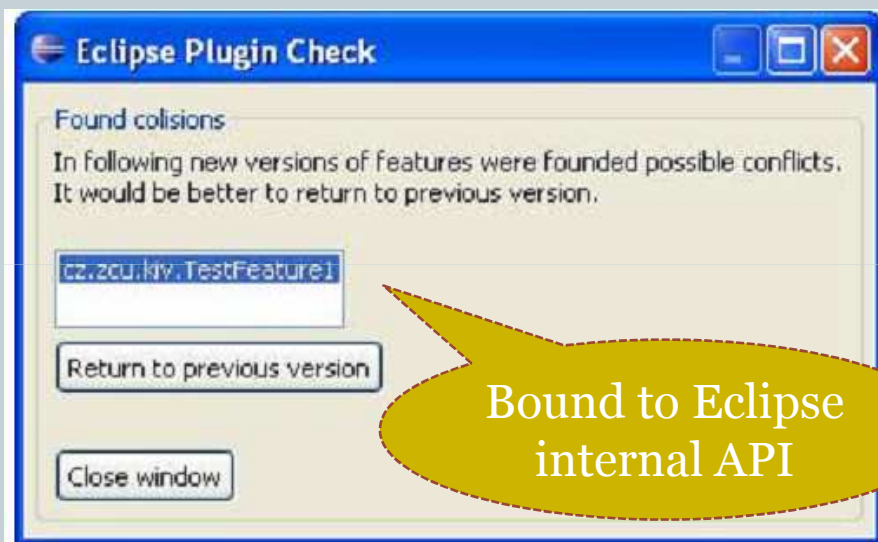 Eclipse Plugin Check
Found colisions
In following new versions of features were founded possible conflicts.
It would be better to return to previous version.
cz.zcu.kiv.TestFeature1
Return to previous version
Bound to Eclipse
internal API
Close window